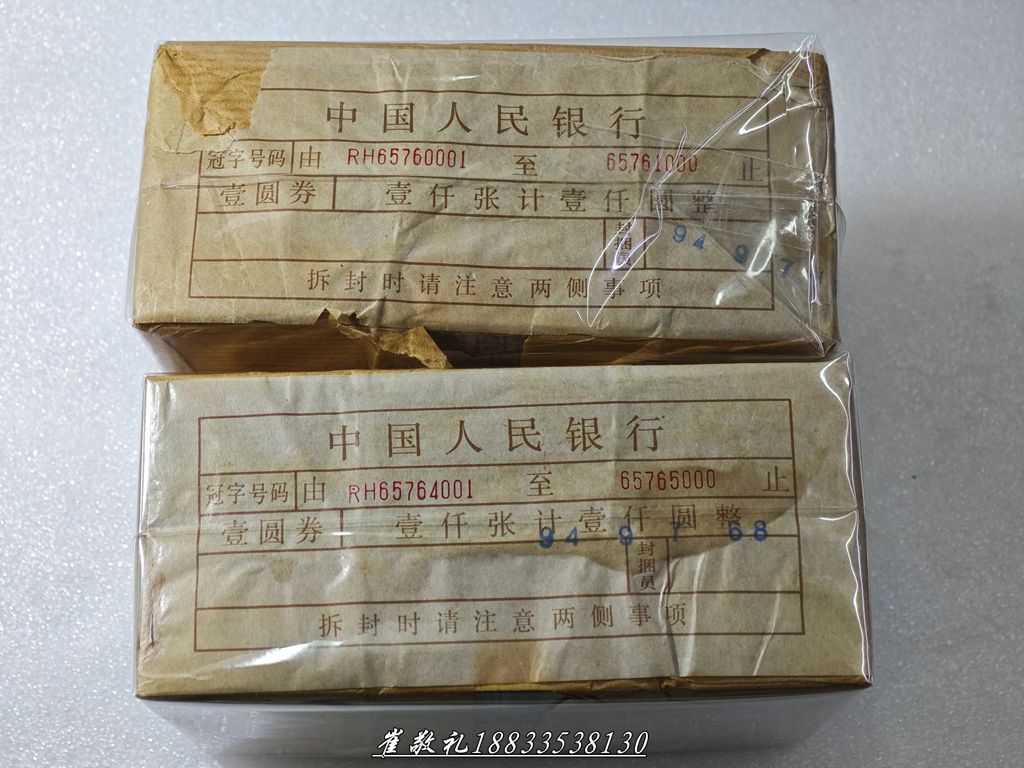 中国人民银行
冠字号码 由 RH65760001 至 65761000 止
壹圆券 壹仟张计壹仟圆整
封捆员
94 9 7
拆封时请注意两侧事项
中国人民银行
冠字号码 由 RH65764001 至 65765000 止
壹圆券 壹仟张计壹仟圆整
94 9 7 68
封捆员
拆封时请注意两侧事项
崔敬礼18833538130